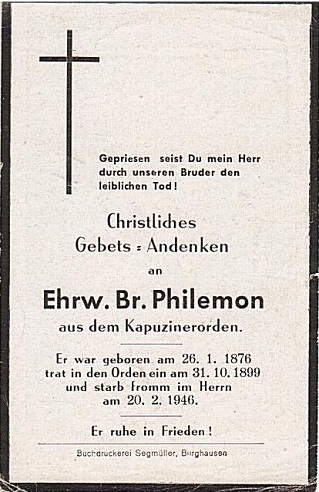 Gepriesen seist Du mein Herr
durch unseren Bruder den
leiblichen Tod!
Christliches
Gebets-Andenken
an
Ehrw. Br. Philemon
aus dem Kapuzinerorden.
Er war geboren am 26. 1. 1876
trat in den Orden ein am 31. 10. 1899
und starb fromm im Herrn
am 20. 2. 1946.
Er ruhe in Frieden!
Buchdruckerei Segmüller, Burghausen